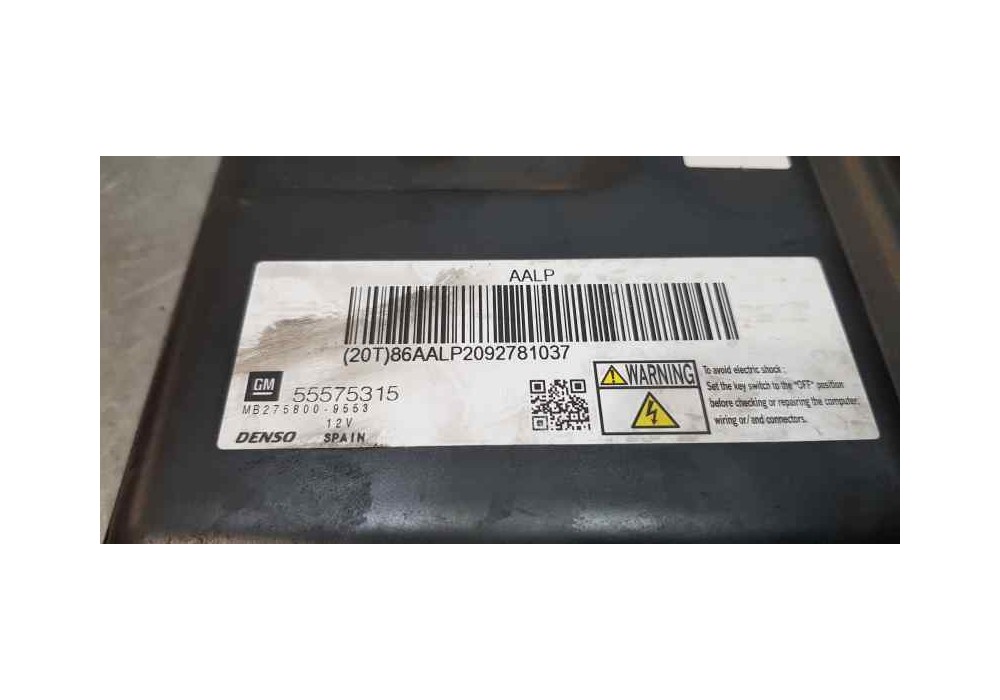 AALP
(20T)86AALP2092781037
GM 55575315
MB275800-9553
12V
DENSO SPAIN
WARNING
To avoid electric shock :
Set the key switch to the "OFF" position
before checking or repairing the computer,
wiring or/and connectors.